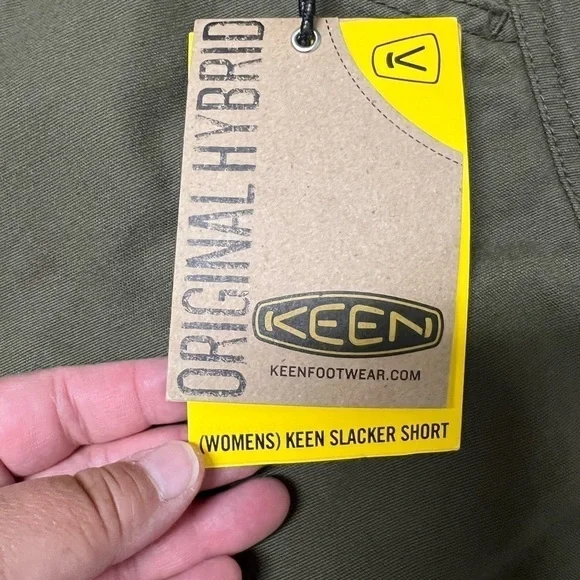 ORIGINAL HYBRID
KEEN
KEENFOOTWEAR.COM
(WOMENS) KEEN SLACKER SHORT